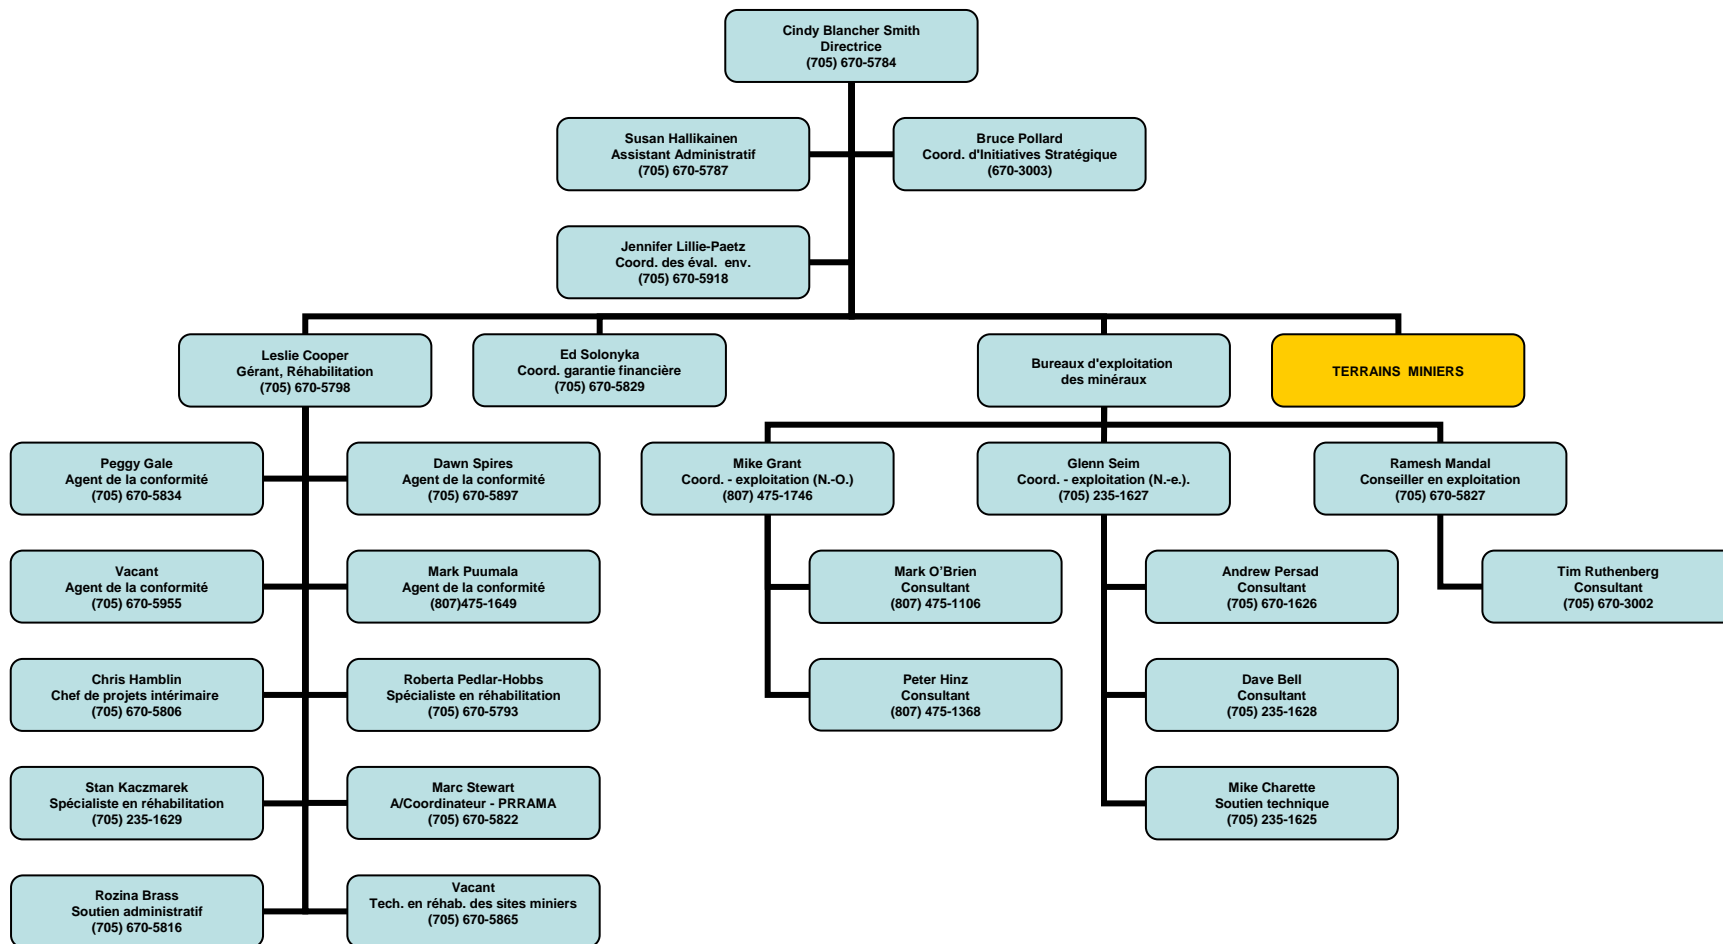 Cindy Blancher Smith
Directrice
(705) 670-5784
Susan Hallikainen
Assistant Administratif
(705) 670-5787
Bruce Pollard
Coord. d'Initiatives Stratégique
(670-3003)
Jennifer Lillie-Paetz
Coord. des éval. env.
(705) 670-5918
Leslie Cooper
Gérant, Réhabilitation
(705) 670-5798
Ed Solonyka
Coord. garantie financière
(705) 670-5829
Bureaux d'exploitation
des minéraux
TERRAINS MINIERS
Peggy Gale
Agent de la conformité
(705) 670-5834
Dawn Spires
Agent de la conformité
(705) 670-5897
Mike Grant
Coord. - exploitation (N.-O.)
(807) 475-1746
Glenn Seim
Coord. - exploitation (N.-e.).
(705) 235-1627
Ramesh Mandal
Conseiller en exploitation
(705) 670-5827
Vacant
Agent de la conformité
(705) 670-5955
Mark Puumala
Agent de la conformité
(807)475-1649
Mark O’Brien
Consultant
(807) 475-1106
Andrew Persad
Consultant
(705) 670-1626
Tim Ruthenberg
Consultant
(705) 670-3002
Chris Hamblin
Chef de projets intérimaire
(705) 670-5806
Roberta Pedlar-Hobbs
Spécialiste en réhabilitation
(705) 670-5793
Peter Hinz
Consultant
(807) 475-1368
Dave Bell
Consultant
(705) 235-1628
Stan Kaczmarek
Spécialiste en réhabilitation
(705) 235-1629
Marc Stewart
A/Coordinateur - PRRAMA
(705) 670-5822
Mike Charette
Soutien technique
(705) 235-1625
Rozina Brass
Soutien administratif
(705) 670-5816
Vacant
Tech. en réhab. des sites miniers
(705) 670-5865